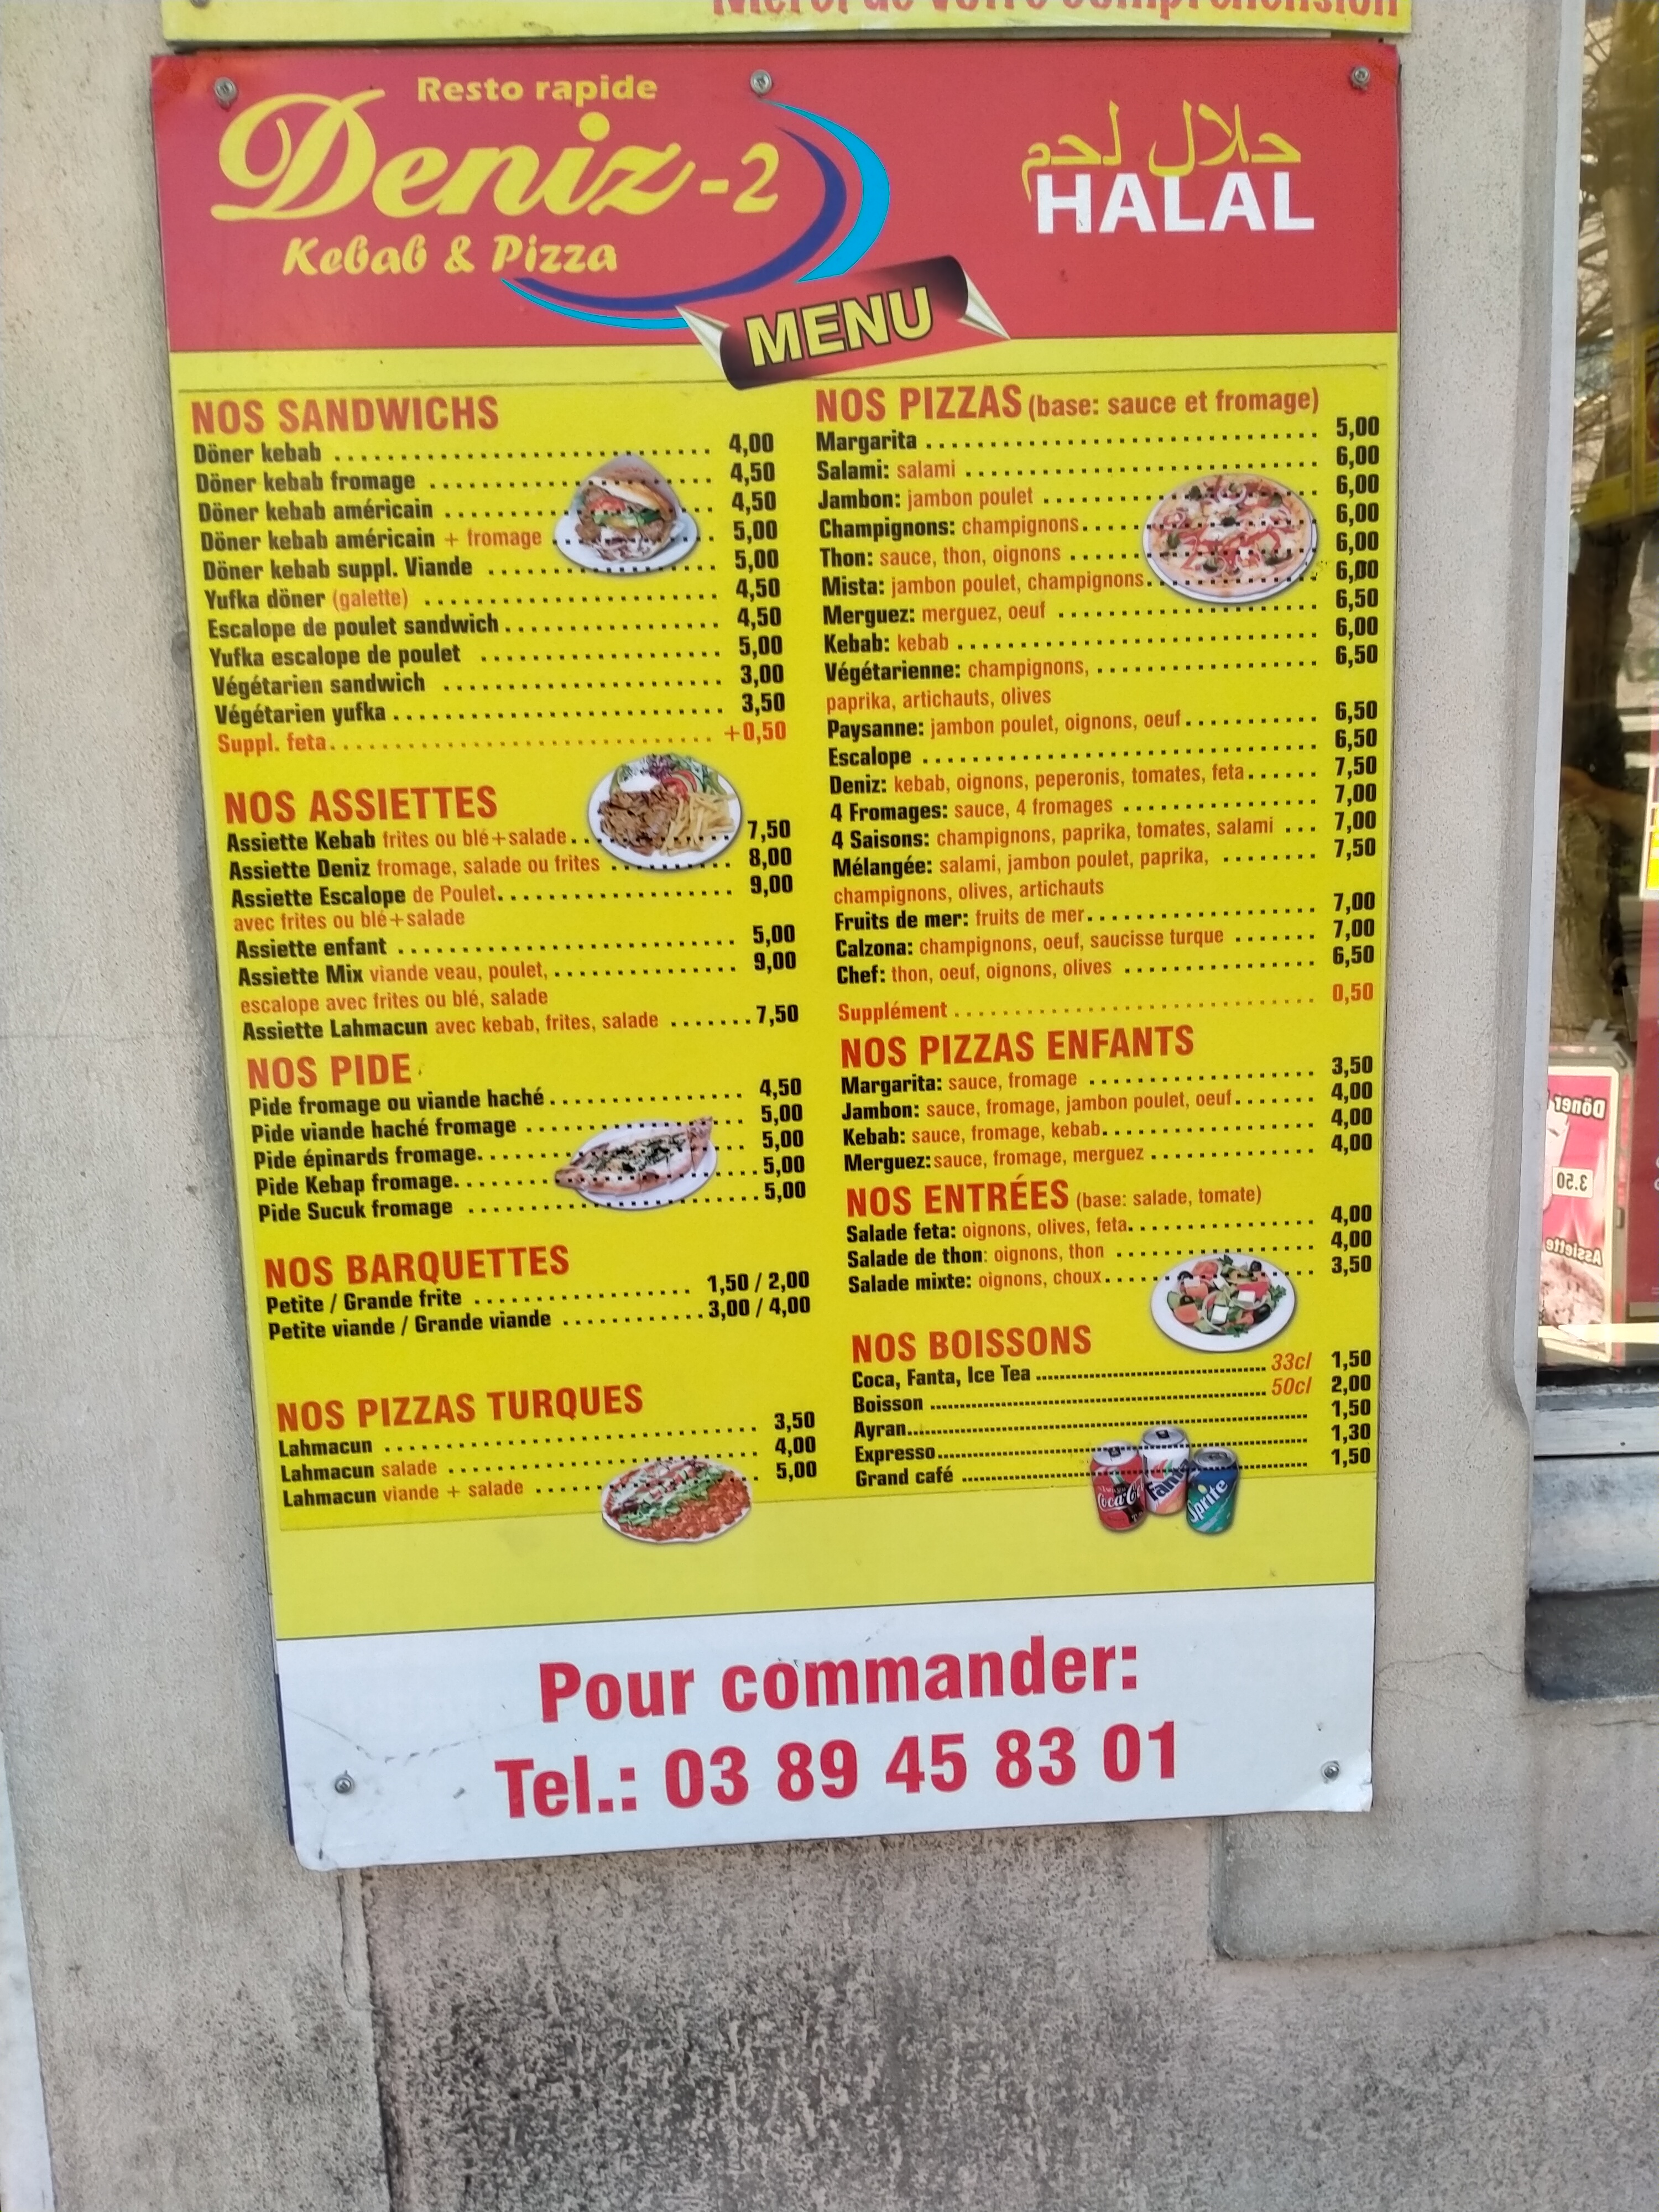 Merci de votre compréhension
Resto rapide
Deniz-2
Kebab & Pizza
حلال لحم
HALAL
MENU
NOS SANDWICHS
Döner kebab 4,00
Döner kebab fromage 4,50
Döner kebab américain 4,50
Döner kebab américain + fromage 5,00
Döner kebab suppl. Viande 5,00
Yufka döner (galette) 4,50
Escalope de poulet sandwich 4,50
Yufka escalope de poulet 5,00
Végétarien sandwich 3,00
Végétarien yufka 3,50
Suppl. feta +0,50
NOS ASSIETTES
Assiette Kebab frites ou blé+salade 7,50
Assiette Deniz fromage, salade ou frites 8,00
Assiette Escalope de Poulet 9,00
avec frites ou blé+salade
Assiette enfant 5,00
Assiette Mix viande veau, poulet, 9,00
escalope avec frites ou blé, salade
Assiette Lahmacun avec kebab, frites, salade 7,50
NOS PIDE
Pide fromage ou viande haché 4,50
Pide viande haché fromage 5,00
Pide épinards fromage 5,00
Pide Kebap fromage 5,00
Pide Sucuk fromage 5,00
NOS BARQUETTES
Petite / Grande frite 1,50 / 2,00
Petite viande / Grande viande 3,00 / 4,00
NOS PIZZAS TURQUES
Lahmacun 3,50
Lahmacun salade 4,00
Lahmacun viande + salade 5,00
NOS PIZZAS (base: sauce et fromage)
Margarita 5,00
Salami: salami 6,00
Jambon: jambon poulet 6,00
Champignons: champignons 6,00
Thon: sauce, thon, oignons 6,00
Mista: jambon poulet, champignons 6,00
Merguez: merguez, oeuf 6,50
Kebab: kebab 6,00
Végétarienne: champignons, 6,50
paprika, artichauts, olives
Paysanne: jambon poulet, oignons, oeuf 6,50
Escalope 6,50
Deniz: kebab, oignons, peperonis, tomates, feta 7,50
4 Fromages: sauce, 4 fromages 7,00
4 Saisons: champignons, paprika, tomates, salami 7,00
Mélangée: salami, jambon poulet, paprika, 7,50
champignons, olives, artichauts
Fruits de mer: fruits de mer 7,00
Calzona: champignons, oeuf, saucisse turque 7,00
Chef: thon, oeuf, oignons, olives 6,50
Supplément 0,50
NOS PIZZAS ENFANTS
Margarita: sauce, fromage 3,50
Jambon: sauce, fromage, jambon poulet, oeuf 4,00
Kebab: sauce, fromage, kebab 4,00
Merguez: sauce, fromage, merguez 4,00
NOS ENTRÉES (base: salade, tomate)
Salade feta: oignons, olives, feta 4,00
Salade de thon: oignons, thon 4,00
Salade mixte: oignons, choux 3,50
NOS BOISSONS
Coca, Fanta, Ice Tea 33cl 1,50
Boisson 50cl 2,00
Ayran 1,50
Expresso 1,30
Grand café 1,50
Coca-Cola
Fanta
Sprite
Pour commander:
Tel.: 03 89 45 83 01
Döner
3.50
Assiette